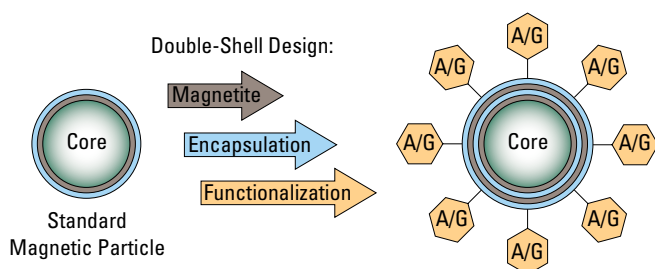 Double-Shell Design:
Magnetite
Encapsulation
Functionalization
Core
Standard
Magnetic Particle
A/G
A/G
A/G
A/G
Core
A/G
A/G
A/G
A/G